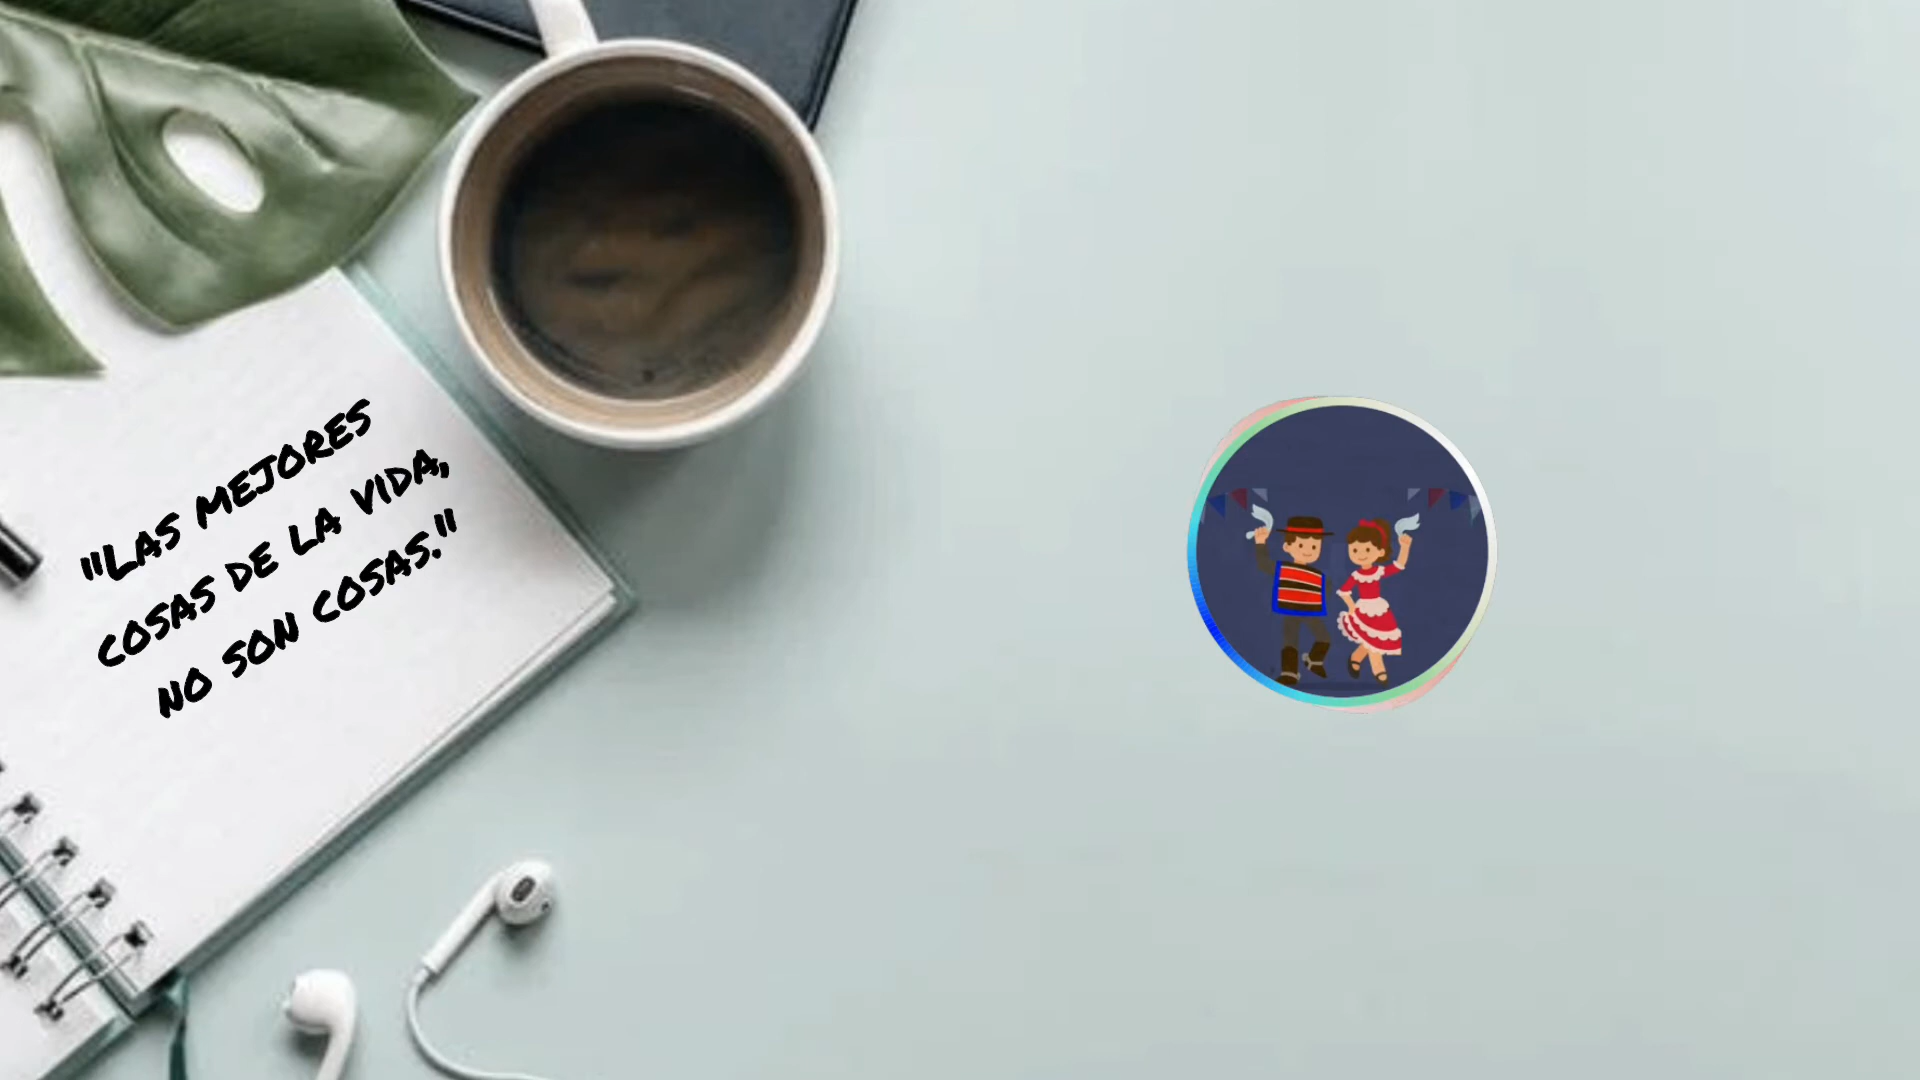 "LAS MEJORES
COSAS DE LA VIDA,
NO SON COSAS."